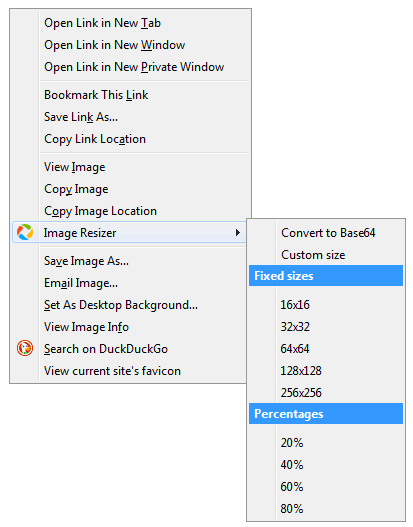 Open Link in New Tab
Open Link in New Window
Open Link in New Private Window
Bookmark This Link
Save Link As...
Copy Link Location
View Image
Copy Image
Copy Image Location
Image Resizer
Save Image As...
Email Image...
Set As Desktop Background...
View Image Info
Search on DuckDuckGo
View current site's favicon
Convert to Base64
Custom size
Fixed sizes
16x16
32x32
64x64
128x128
256x256
Percentages
20%
40%
60%
80%